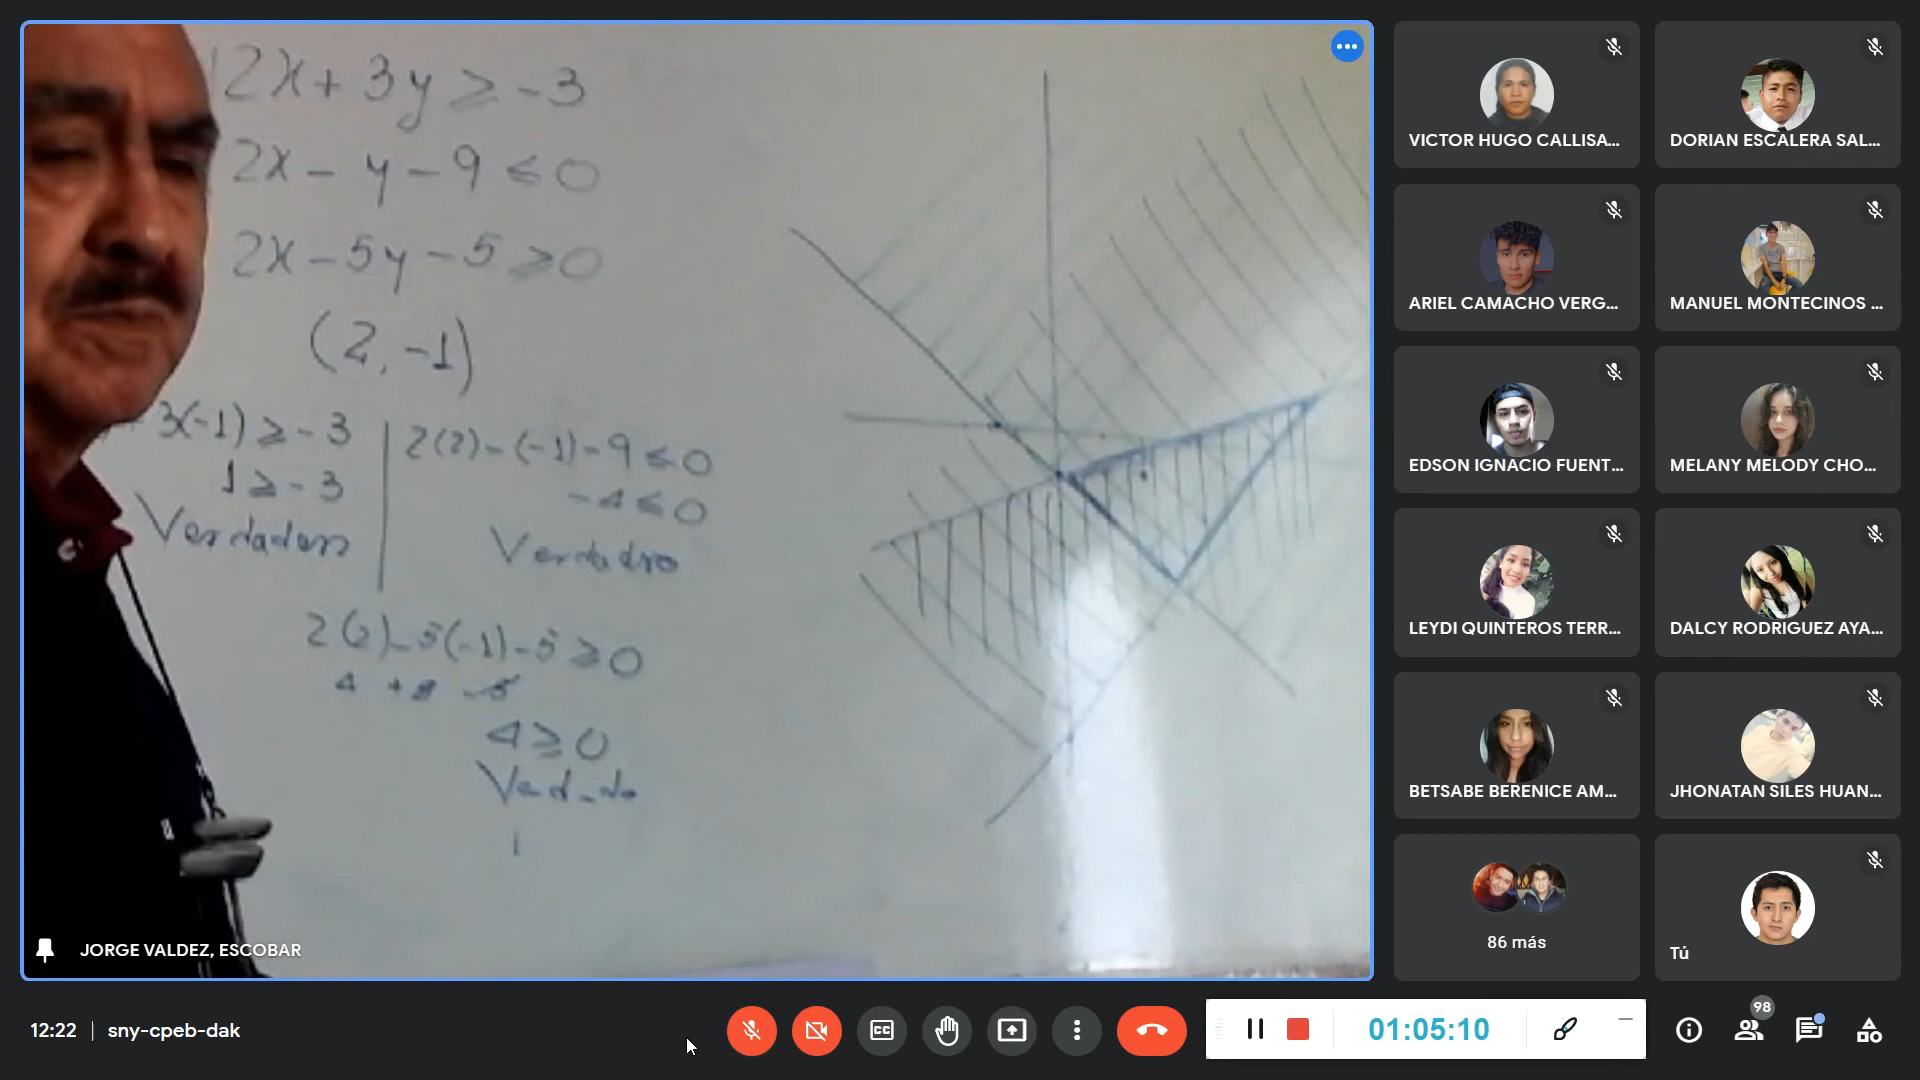 2x + 3y ≥ -3
2x - y - 9 ≤ 0
2x - 5y - 5 ≥ 0
(2, -1)
3(-1) ≥ -3
1 ≥ -3
Verdadero
2(2) - (-1) - 9 ≤ 0
-4 ≤ 0
Verdadro
2(2) - 5(-1) - 5 ≥ 0
4 + 5 - 5
4 ≥ 0
JORGE VALDEZ, ESCOBAR
VICTOR HUGO CALLISA...
DORIAN ESCALERA SAL...
ARIEL CAMACHO VERG...
MANUEL MONTECINOS ...
EDSON IGNACIO FUENT...
MELANY MELODY CHO...
LEYDI QUINTEROS TERR...
DALCY RODRIGUEZ AYA...
BETSABE BERENICE AM...
JHONATAN SILES HUAN...
86 más
Tú
12:22 | sny-cpeb-dak
CC
01:05:10
98